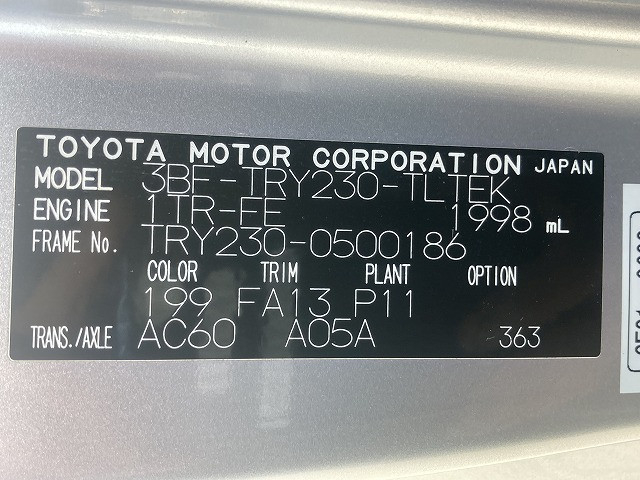 TOYOTA MOTOR CORPORATION JAPAN
MODEL 3BF-TRY230-TLTEK
ENGINE 1TR-FE 1998 mL
FRAME No. TRY230-0500186
COLOR TRIM PLANT OPTION
199 FA13 P11
TRANS./AXLE AC60 A05A 363